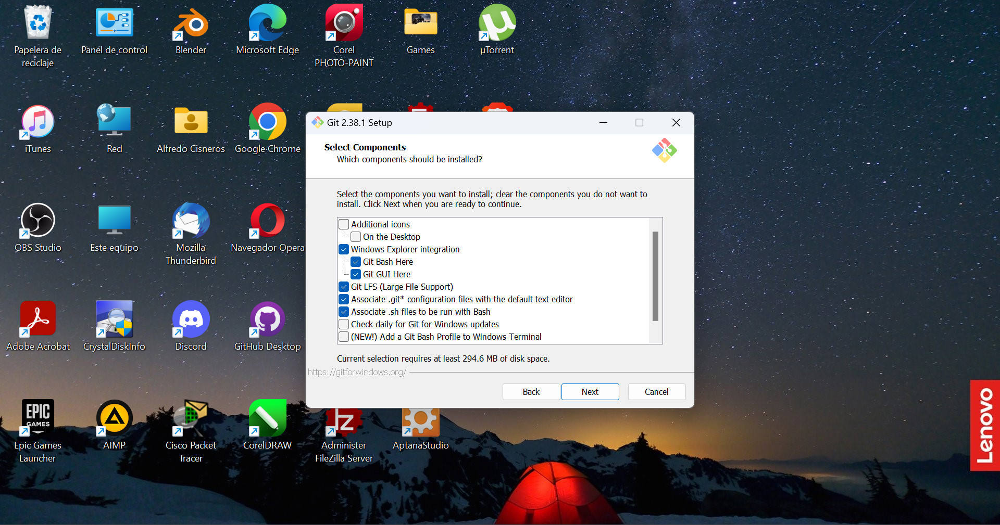 Papelera de
reciclaje
Panel de control
Blender
Microsoft Edge
Corel
PHOTO-PAINT
Games
µTorrent
iTunes
Red
Alfredo Cisneros
Google Chrome
OBS Studio
Este equipo
Mozilla
Thunderbird
Navegador Opera
Adobe Acrobat
CrystalDiskInfo
Discord
GitHub Desktop
EPIC
GAMES
Epic Games
Launcher
AIMP
Cisco Packet
Tracer
CorelDRAW
Administer
FileZilla Server
AptanaStudio
Git 2.38.1 Setup
Select Components
Which components should be installed?
Select the components you want to install; clear the components you do not want to
install. Click Next when you are ready to continue.
Additional icons
On the Desktop
Windows Explorer integration
Git Bash Here
Git GUI Here
Git LFS (Large File Support)
Associate .git* configuration files with the default text editor
Associate .sh files to be run with Bash
Check daily for Git for Windows updates
(NEW!) Add a Git Bash Profile to Windows Terminal
Current selection requires at least 294.6 MB of disk space.
https://gitforwindows.org/
Back
Next
Cancel
Lenovo